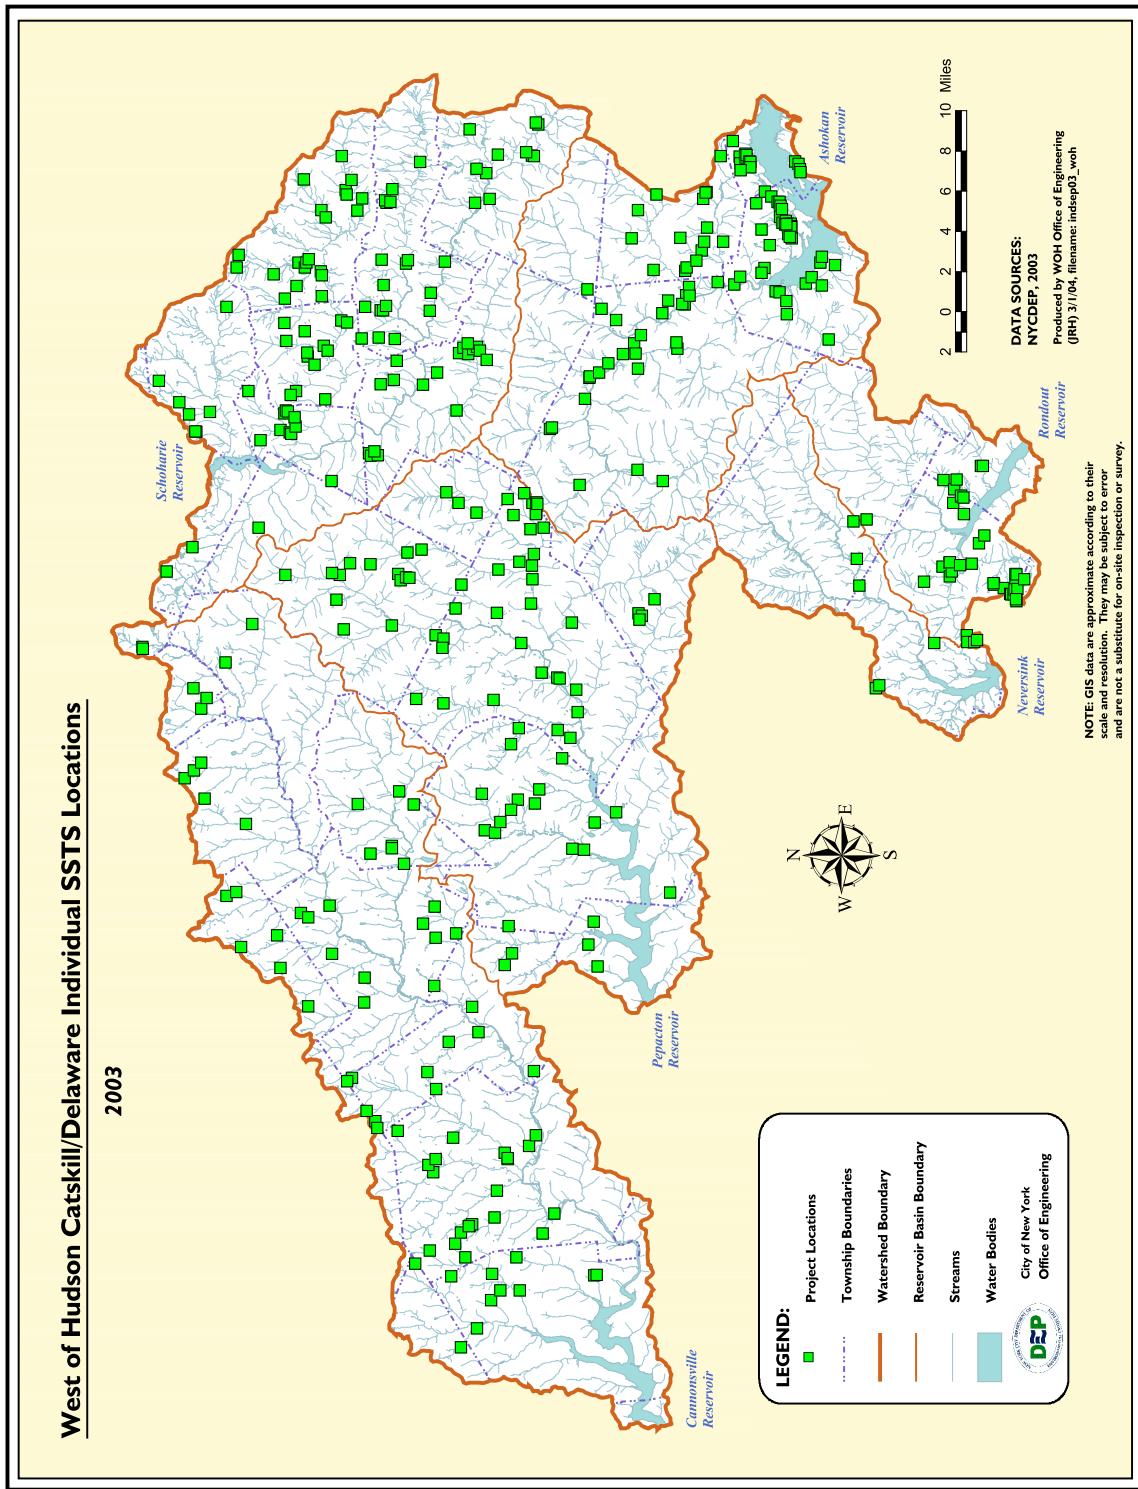 West of Hudson Catskill/Delaware Individual SSTS Locations
2003
Schoharie
Reservoir
Ashokan
Reservoir
Rondout
Reservoir
Neversink
Reservoir
Pepacton
Reservoir
Cannonsville
Reservoir
N
W
E
S
2 0 2 4 6 8 10 Miles
DATA SOURCES:
NYCDEP, 2003
Produced by WOH Office of Engineering
(JRH) 3/1/04, filename: indsep03_woh
NOTE: GIS data are approximate according to their
scale and resolution. They may be subject to error
and are not a substitute for on-site inspection or survey.
LEGEND:
Project Locations
Township Boundaries
Watershed Boundary
Reservoir Basin Boundary
Streams
Water Bodies
DEP
City of New York
Office of Engineering